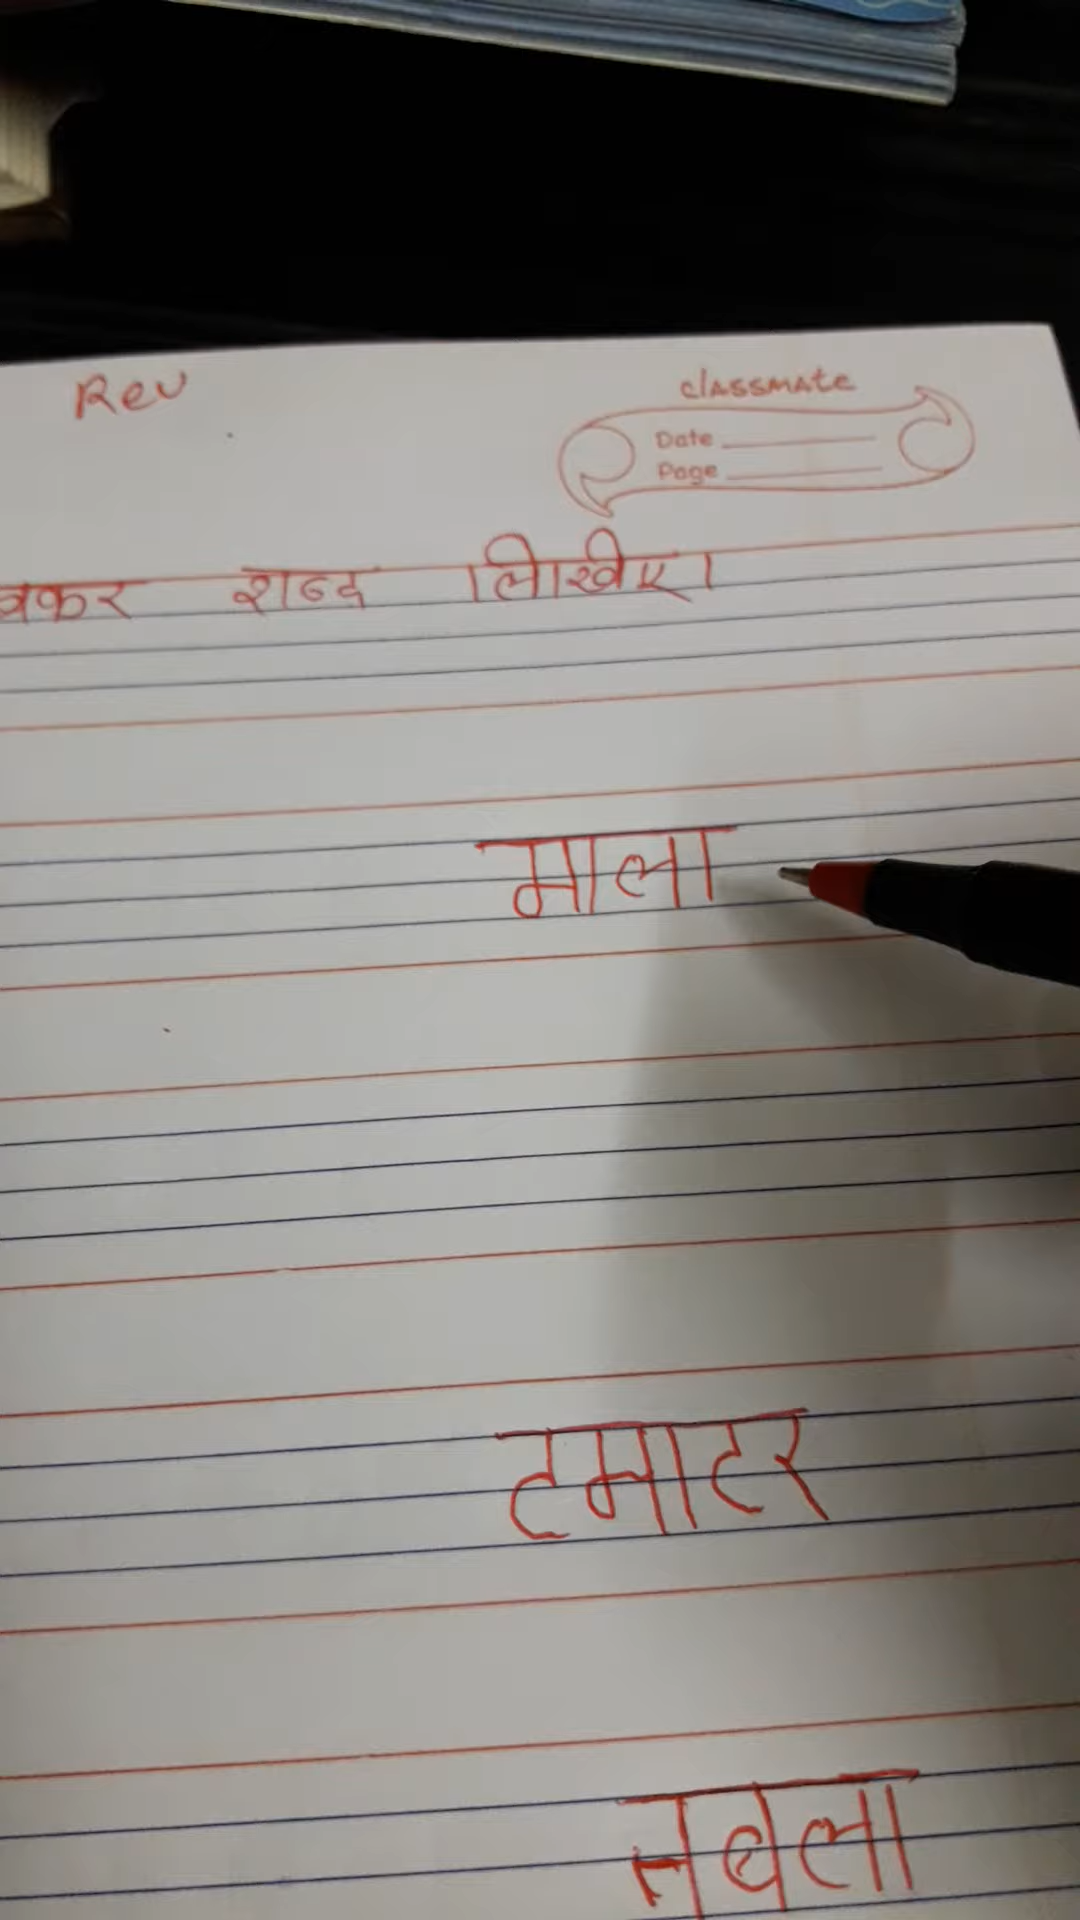 Rev
classmate
Date
Page
शब्द लिखीए।
माला
टमाटर
तबला